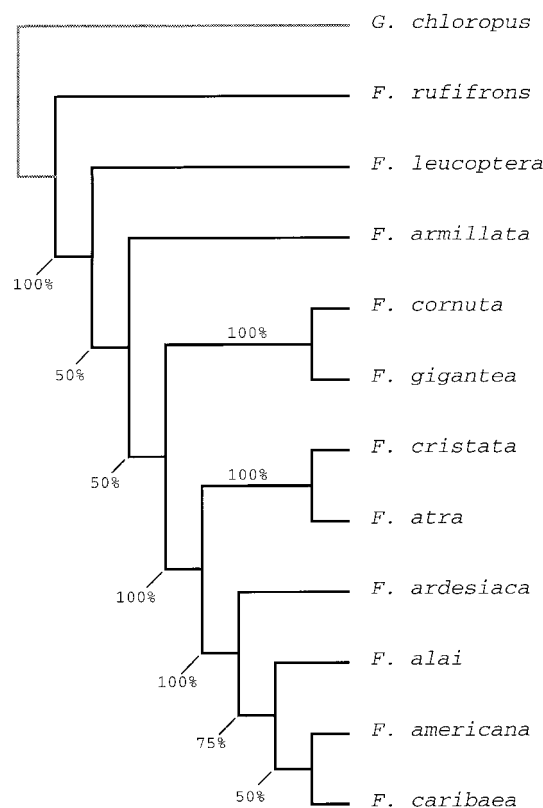 G. chloropus
F. rufifrons
F. leucoptera
F. armillata
100%
F. cornuta
100%
50%
F. gigantea
F. cristata
100%
50%
F. atra
F. ardesiaca
100%
F. alai
100%
F. americana
75%
50%
F. caribaea